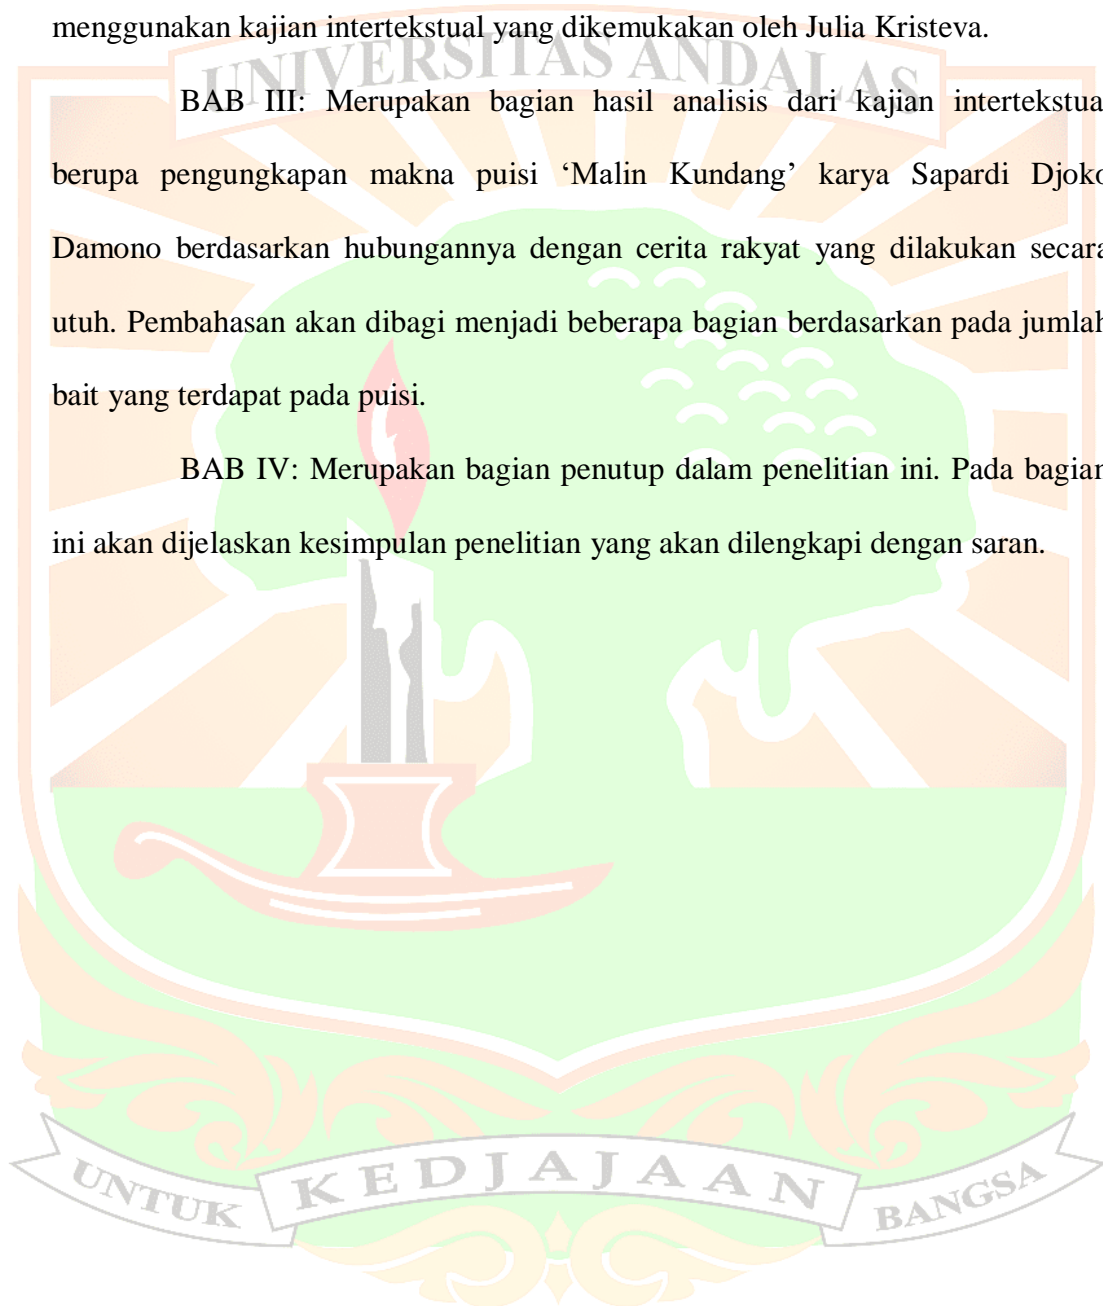 menggunakan kajian intertekstual yang dikemukakan oleh Julia Kristeva.
UNIVERSITAS ANDALAS
BAB III: Merupakan bagian hasil analisis dari kajian intertekstua
berupa pengungkapan makna puisi ‘Malin Kundang’ karya Sapardi Djoko
Damono berdasarkan hubungannya dengan cerita rakyat yang dilakukan secara
utuh. Pembahasan akan dibagi menjadi beberapa bagian berdasarkan pada jumlah
bait yang terdapat pada puisi.
BAB IV: Merupakan bagian penutup dalam penelitian ini. Pada bagian
ini akan dijelaskan kesimpulan penelitian yang akan dilengkapi dengan saran.
UNTUK KEDJAJAAN BANGSA